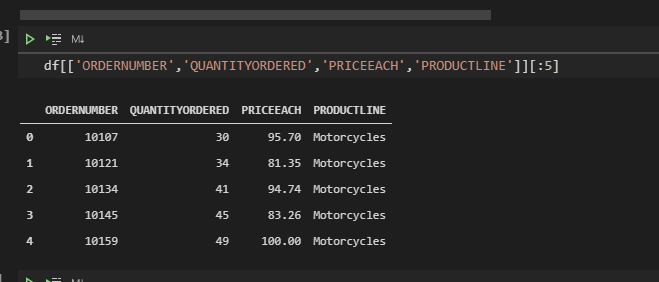 3]
M↓
df[['ORDERNUMBER','QUANTITYORDERED','PRICEEACH','PRODUCTLINE']][:5]
ORDERNUMBER QUANTITYORDERED PRICEEACH PRODUCTLINE
0 10107 30 95.70 Motorcycles
1 10121 34 81.35 Motorcycles
2 10134 41 94.74 Motorcycles
3 10145 45 83.26 Motorcycles
4 10159 49 100.00 Motorcycles
M↓